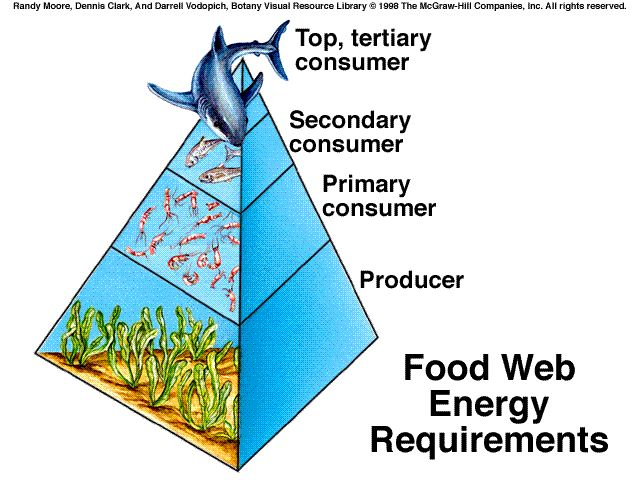 Randy Moore, Dennis Clark, And Darrell Vodopich, Botany Visual Resource Library © 1998 The McGraw-Hill Companies, Inc. All rights reserved.
Top, tertiary
consumer
Secondary
consumer
Primary
consumer
Producer
Food Web
Energy
Requirements